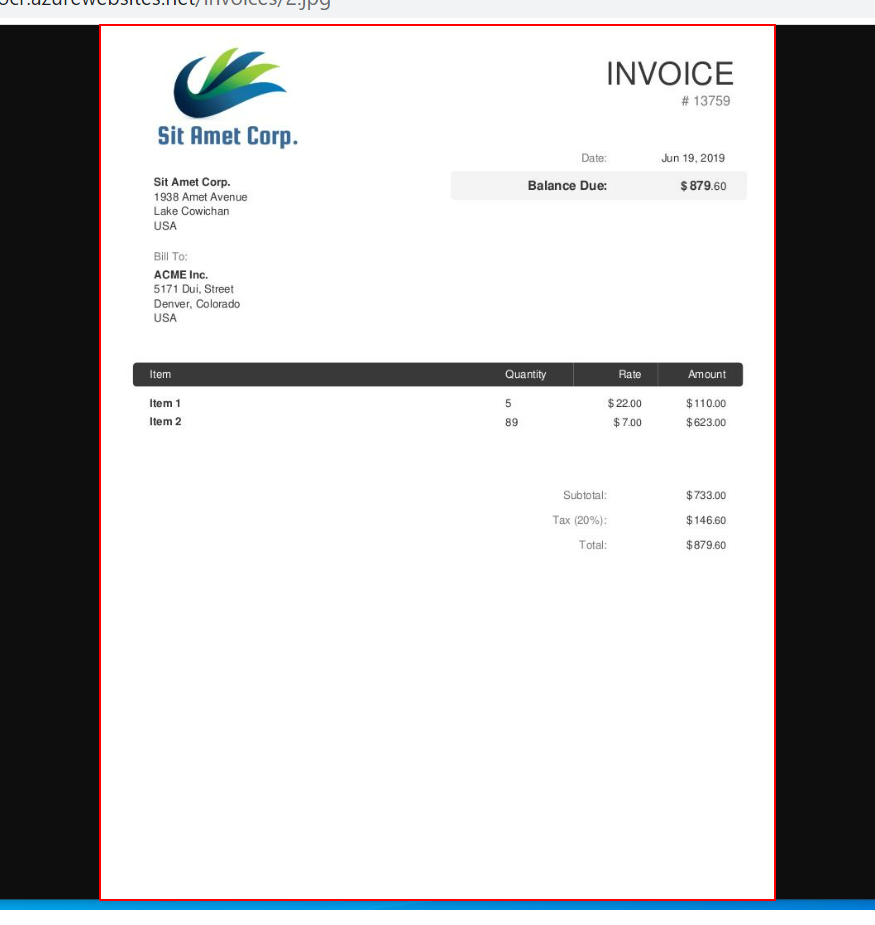 ocr.azurewebsites.net/invoices/2.jpg
Sit Amet Corp.
INVOICE
# 13759
Date: Jun 19, 2019
Balance Due: $879.60
Sit Amet Corp.
1938 Amet Avenue
Lake Cowichan
USA
Bill To:
ACME Inc.
5171 Dui, Street
Denver, Colorado
USA
Item Quantity Rate Amount
Item 1 5 $22.00 $110.00
Item 2 89 $7.00 $623.00
Subtotal: $733.00
Tax (20%): $146.60
Total: $879.60